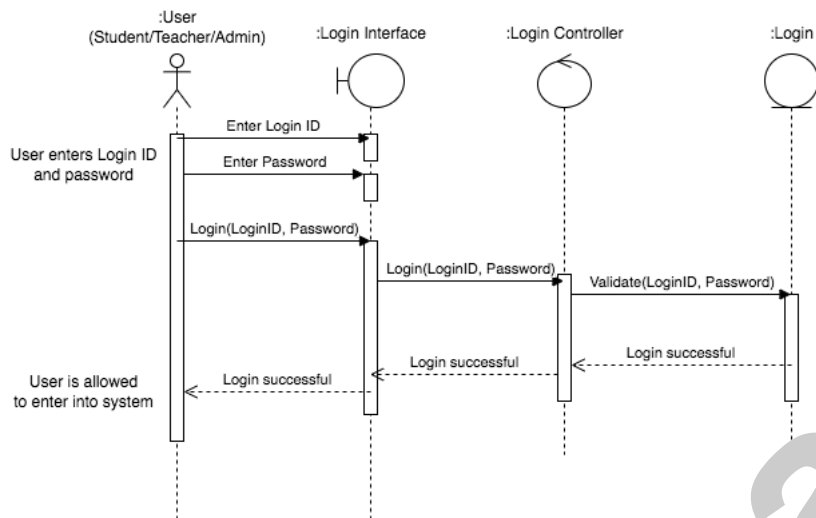 :User
(Student/Teacher/Admin)
:Login Interface
:Login Controller
:Login
Enter Login ID
User enters Login ID
and password
Enter Password
Login(LoginID, Password)
Login(LoginID, Password)
Validate(LoginID, Password)
Login successful
Login successful
Login successful
User is allowed
to enter into system